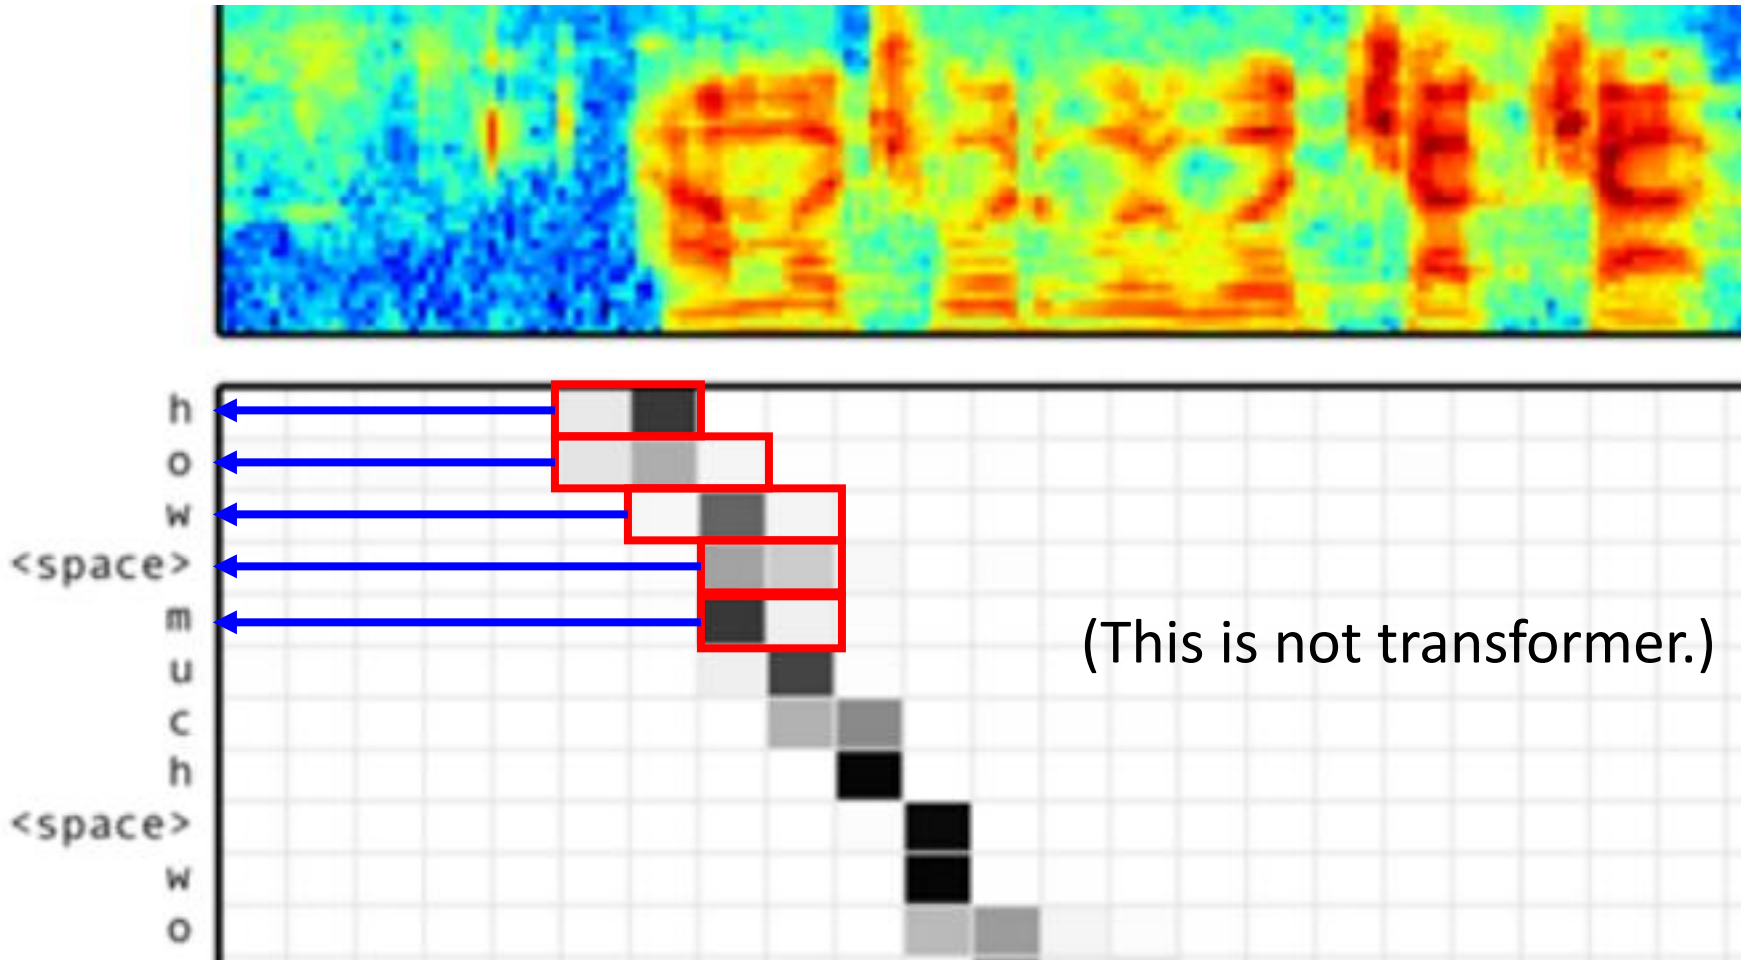 h
o
w
<space>
m
(This is not transformer.)
u
c
h
<space>
w
o